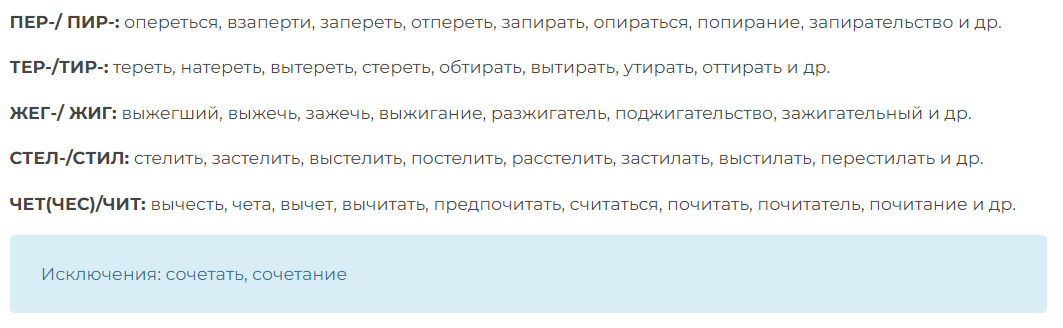 ПЕР-/ ПИР-: опереться, взаперти, запереть, отпереть, запирать, опираться, попирание, запирательство и др.
ТЕР-/ТИР-: тереть, натереть, вытереть, стереть, обтирать, вытирать, утирать, оттирать и др.
ЖЕГ-/ ЖИГ: выжегший, выжечь, зажечь, выжигание, разжигатель, поджигательство, зажигательный и др.
СТЕЛ-/СТИЛ: стелить, застелить, выстелить, постелить, расстелить, застилать, выстилать, перестилать и др.
ЧЕТ(ЧЕС)/ЧИТ: вычесть, чета, вычет, вычитать, предпочитать, считаться, почитать, почитатель, почитание и др.
Исключения: сочетать, сочетание